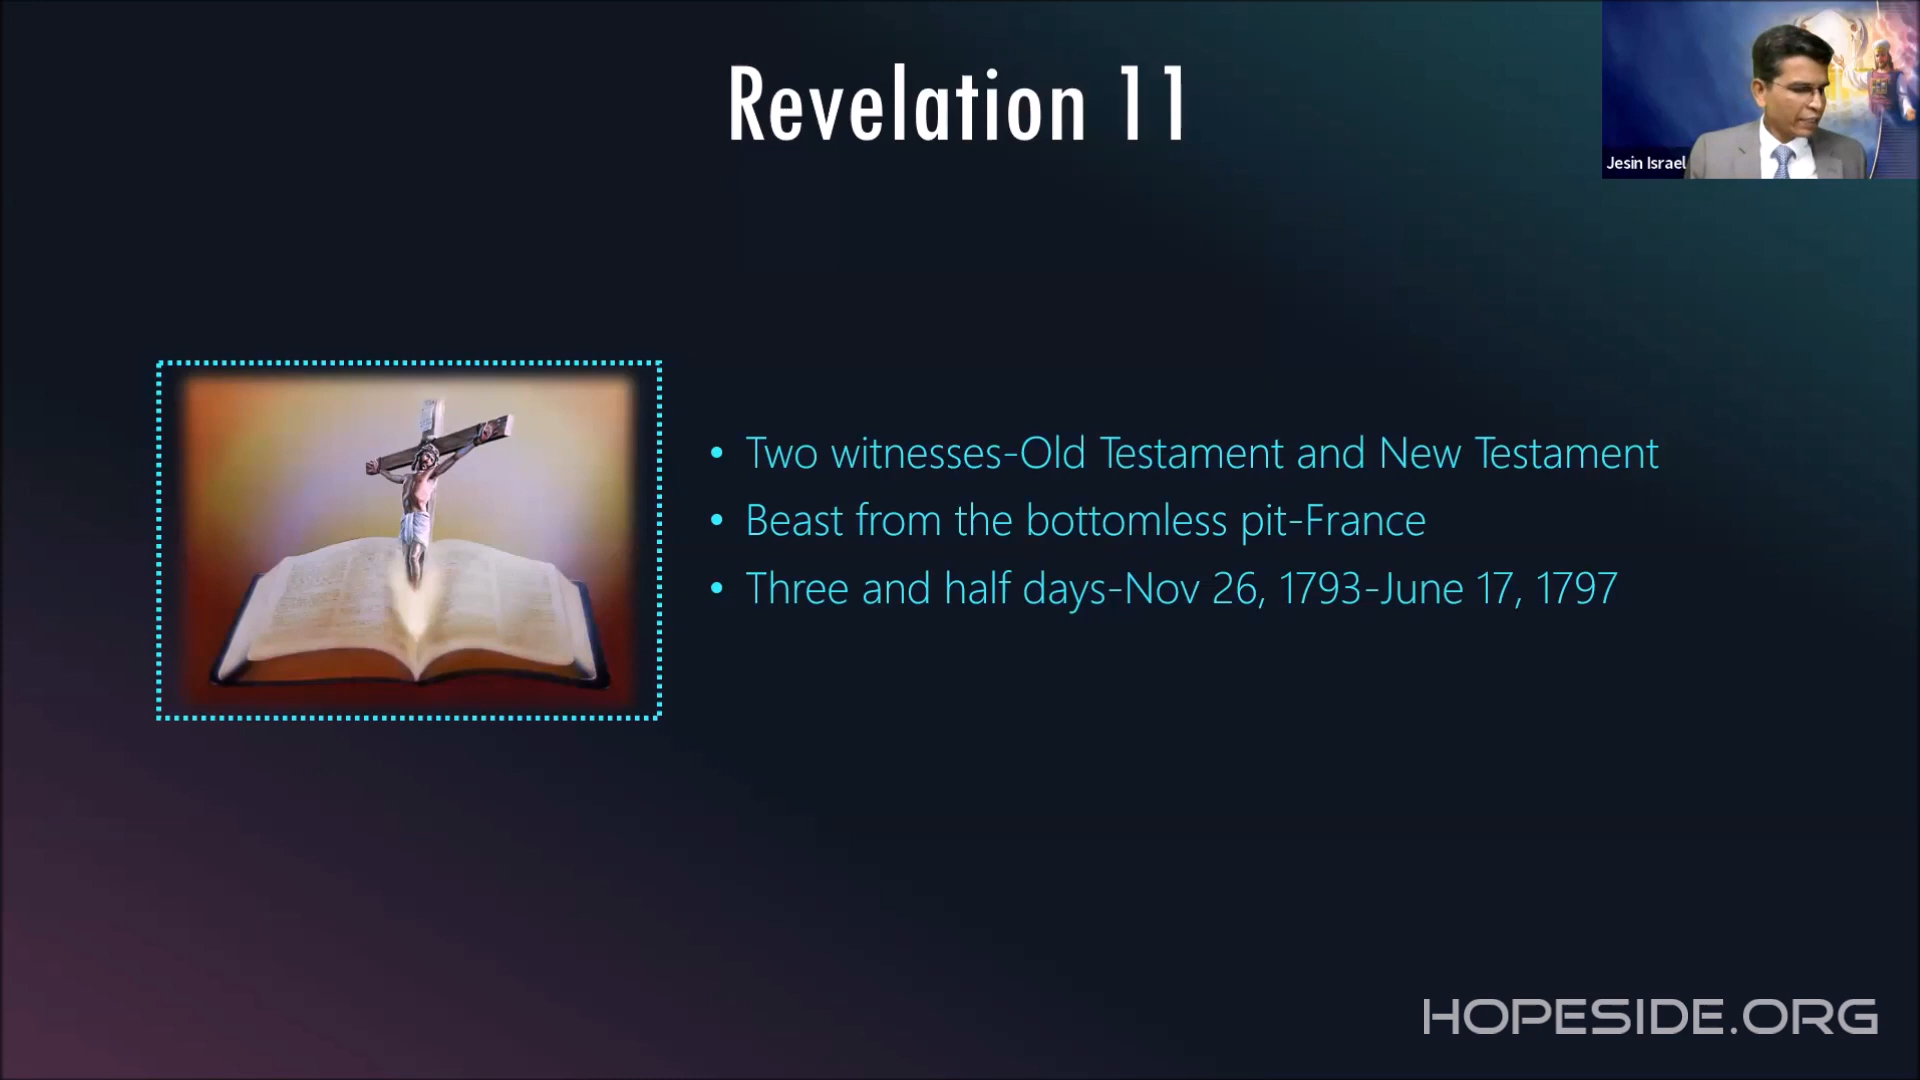 Revelation 11
Jesin Israel
• Two witnesses-Old Testament and New Testament
• Beast from the bottomless pit-France
• Three and half days-Nov 26, 1793-June 17, 1797
HOPESIDE.ORG